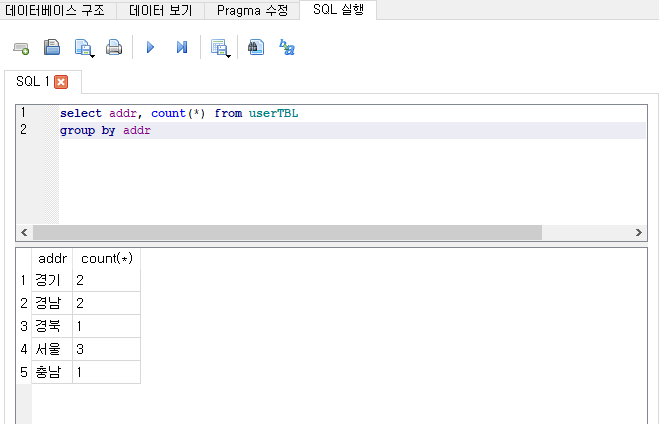 데이터베이스 구조 데이터 보기 Pragma 수정 SQL 실행
SQL 1
1 select addr, count(*) from userTBL
2 group by addr
addr count(*)
1 경기 2
2 경남 2
3 경북 1
4 서울 3
5 충남 1